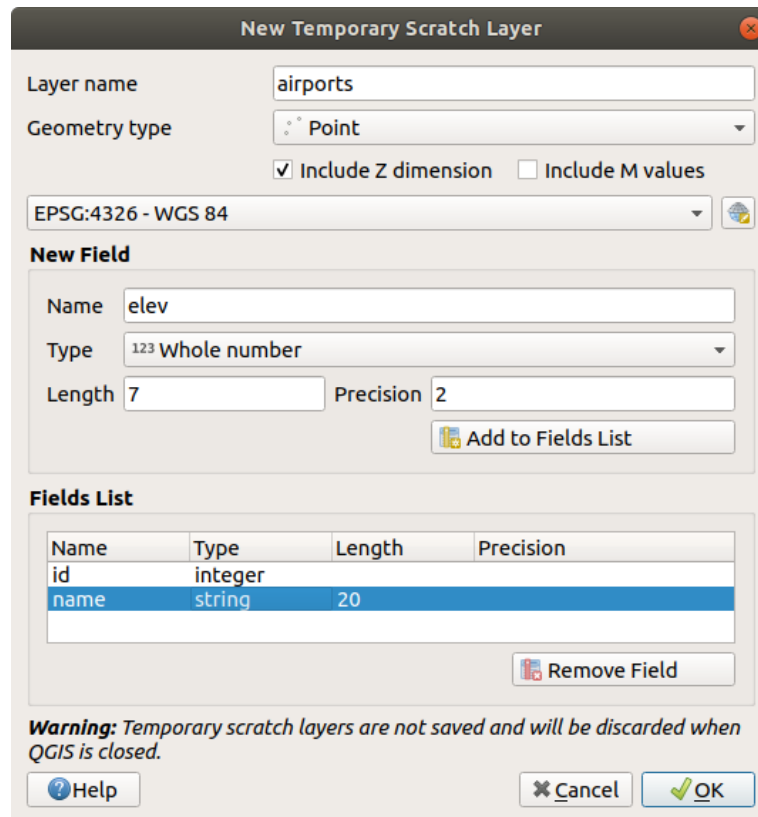 New Temporary Scratch Layer
Layer name airports
Geometry type Point
Include Z dimension Include M values
EPSG:4326 - WGS 84
New Field
Name elev
Type 123 Whole number
Length 7 Precision 2
Add to Fields List
Fields List
Name Type Length Precision
id integer
name string 20
Remove Field
Warning: Temporary scratch layers are not saved and will be discarded when
QGIS is closed.
Help Cancel OK